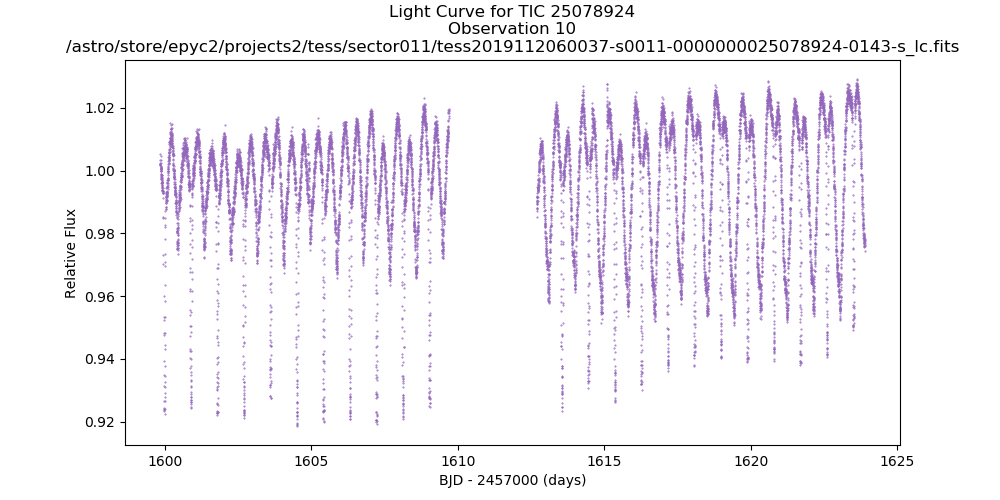 Light Curve for TIC 25078924
Observation 10
/astro/store/epyc2/projects2/tess/sector011/tess2019112060037-s0011-0000000025078924-0143-s_lc.fits
Relative Flux
1.02
1.00
0.98
0.96
0.94
0.92
1600
1605
1610
1615
1620
1625
BJD - 2457000 (days)